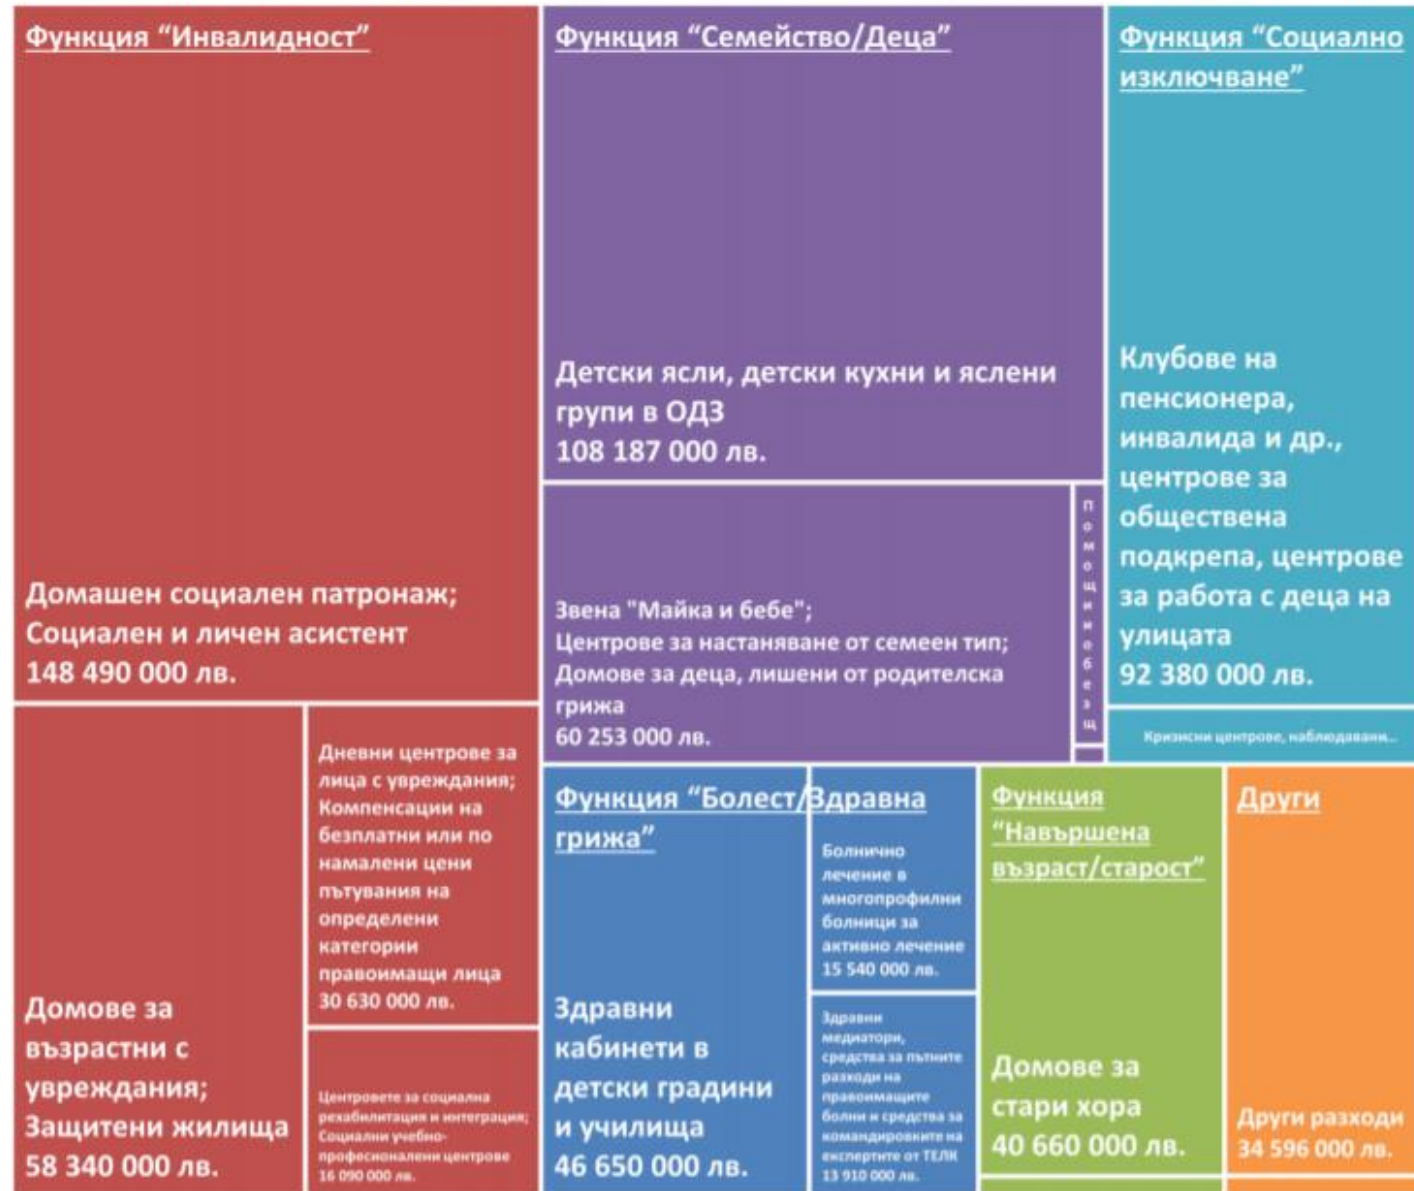 Функция “Инвалидност”
Домашен социален патронаж;
Социален и личен асистент
148 490 000 лв.
Домове за
възрастни с
увреждания;
Защитени жилища
58 340 000 лв.
Дневни центрове за
лица с увреждания;
Компенсации на
безплатни или по
намалени цени
пътувания на
определени
категории
правоимащи лица
30 630 000 лв.
Центровете за социална
рехабилитация и интеграция;
Социални учебно-
професионалени центрове
16 090 000 лв.
Функция “Семейство/Деца”
Детски ясли, детски кухни и яслени
групи в ОДЗ
108 187 000 лв.
Звена "Майка и бебе";
Центрове за настаняване от семеен тип;
Домове за деца, лишени от родителска
грижа
60 253 000 лв.
Функция “Социално
изключване”
Клубове на
пенсионера,
инвалида и др.,
центрове за
обществена
подкрепа, центрове
за работа с деца на
улицата
92 380 000 лв.
Кризисни центрове, наблюдавани...
Функция “Болест/Здравна
грижа”
Здравни
кабинети в
детски градини
и училища
46 650 000 лв.
Болнично
лечение в
многопрофилни
болници за
активно лечение
15 540 000 лв.
Здравни
медиатори,
средства за пътните
разходи на
правоимащите
болни и средства за
командировките на
експертите от ТЕЛК
13 910 000 лв.
Функция
“Навършена
възраст/старост”
Домове за
стари хора
40 660 000 лв.
Други
Други разходи
34 596 000 лв.